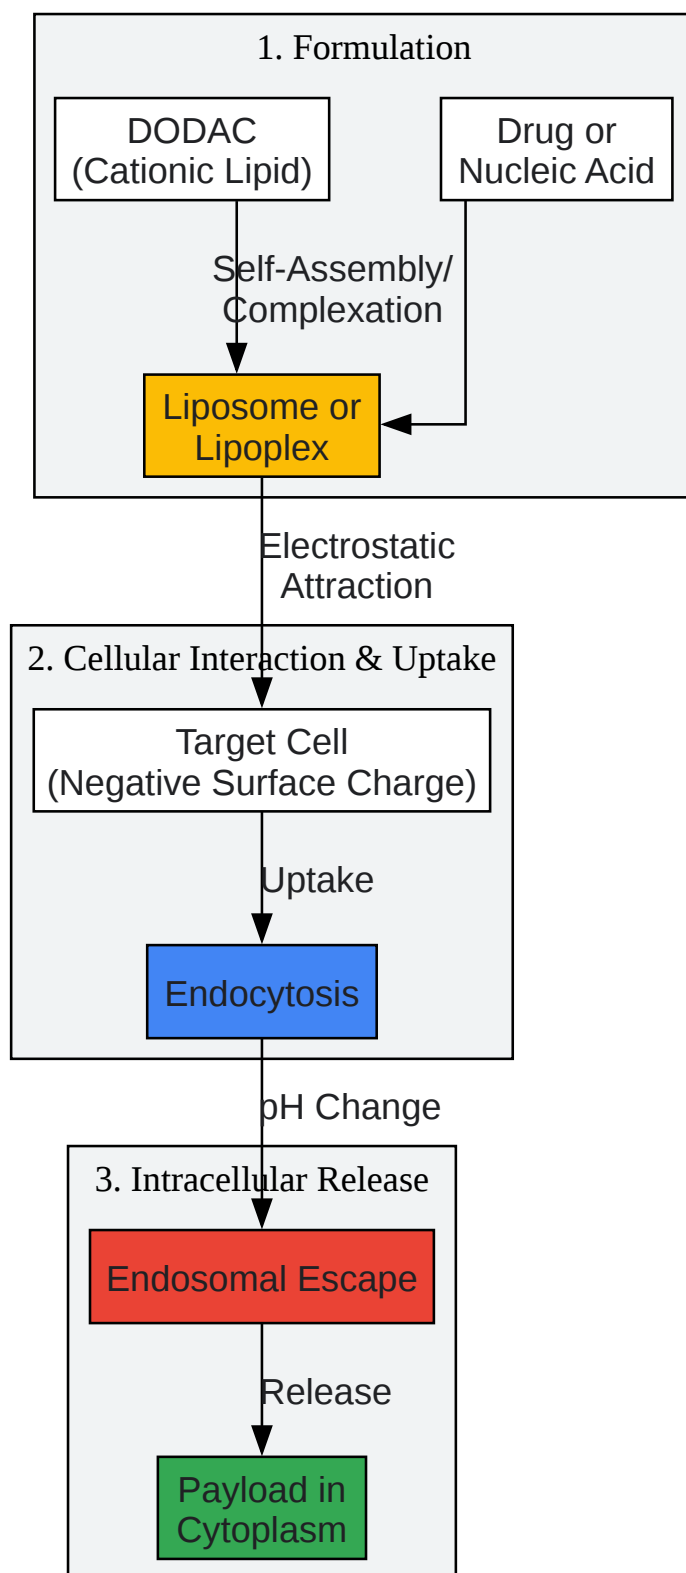 1. Formulation
DODAC
(Cationic Lipid)
Drug or
Nucleic Acid
Self-Assembly/
Complexation
Liposome or
Lipoplex
Electrostatic
Attraction
2. Cellular Interaction & Uptake
Target Cell
(Negative Surface Charge)
Uptake
Endocytosis
pH Change
3. Intracellular Release
Endosomal Escape
Release
Payload in
Cytoplasm